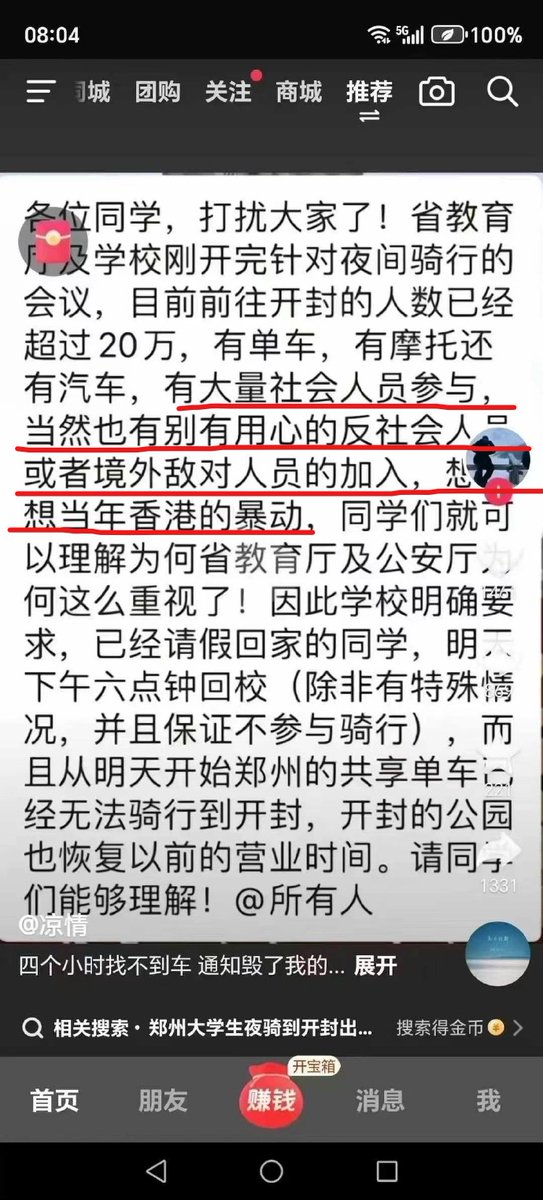 08:04
5G
100%
同城 团购 关注 商城 推荐
各位同学，打扰大家了！省教育
厅及学校刚开完针对夜间骑行的
会议，目前前往开封的人数已经
超过20万，有单车，有摩托还
有汽车，有大量社会人员参与，
当然也有别有用心的反社会人员
或者境外敌对人员的加入，想
想当年香港的暴动，同学们就可
以理解为何省教育厅及公安厅为
何这么重视了！因此学校明确要
求，已经请假回家的同学，明天
下午六点钟回校（除非有特殊情
况，并且保证不参与骑行），而
且从明天开始郑州的共享单车已
经无法骑行到开封，开封的公园
也恢复以前的营业时间。请同学
们能够理解！@所有人
221
1331
@凉情
四个小时找不到车 通知毁了我的... 展开
相关搜索·郑州大学生夜骑到开封出... 搜索得金币
开宝箱
首页 朋友 赚钱 消息 我